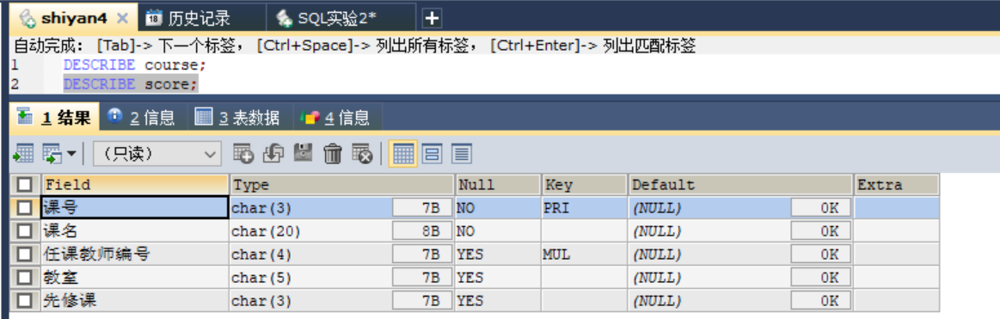 shiyan4 历史记录 SQL实验2*
自动完成: [Tab]-> 下一个标签， [Ctrl+Space]-> 列出所有标签， [Ctrl+Enter]-> 列出匹配标签
1 DESCRIBE course;
2 DESCRIBE score;
1 结果 2 信息 3 表数据 4 信息
(只读)
Field Type Null Key Default Extra
课号 char(3) 7B NO PRI (NULL) 0K
课名 char(20) 8B NO (NULL) 0K
任课教师编号 char(4) 7B YES MUL (NULL) 0K
教室 char(5) 7B YES (NULL) 0K
先修课 char(3) 7B YES (NULL) 0K